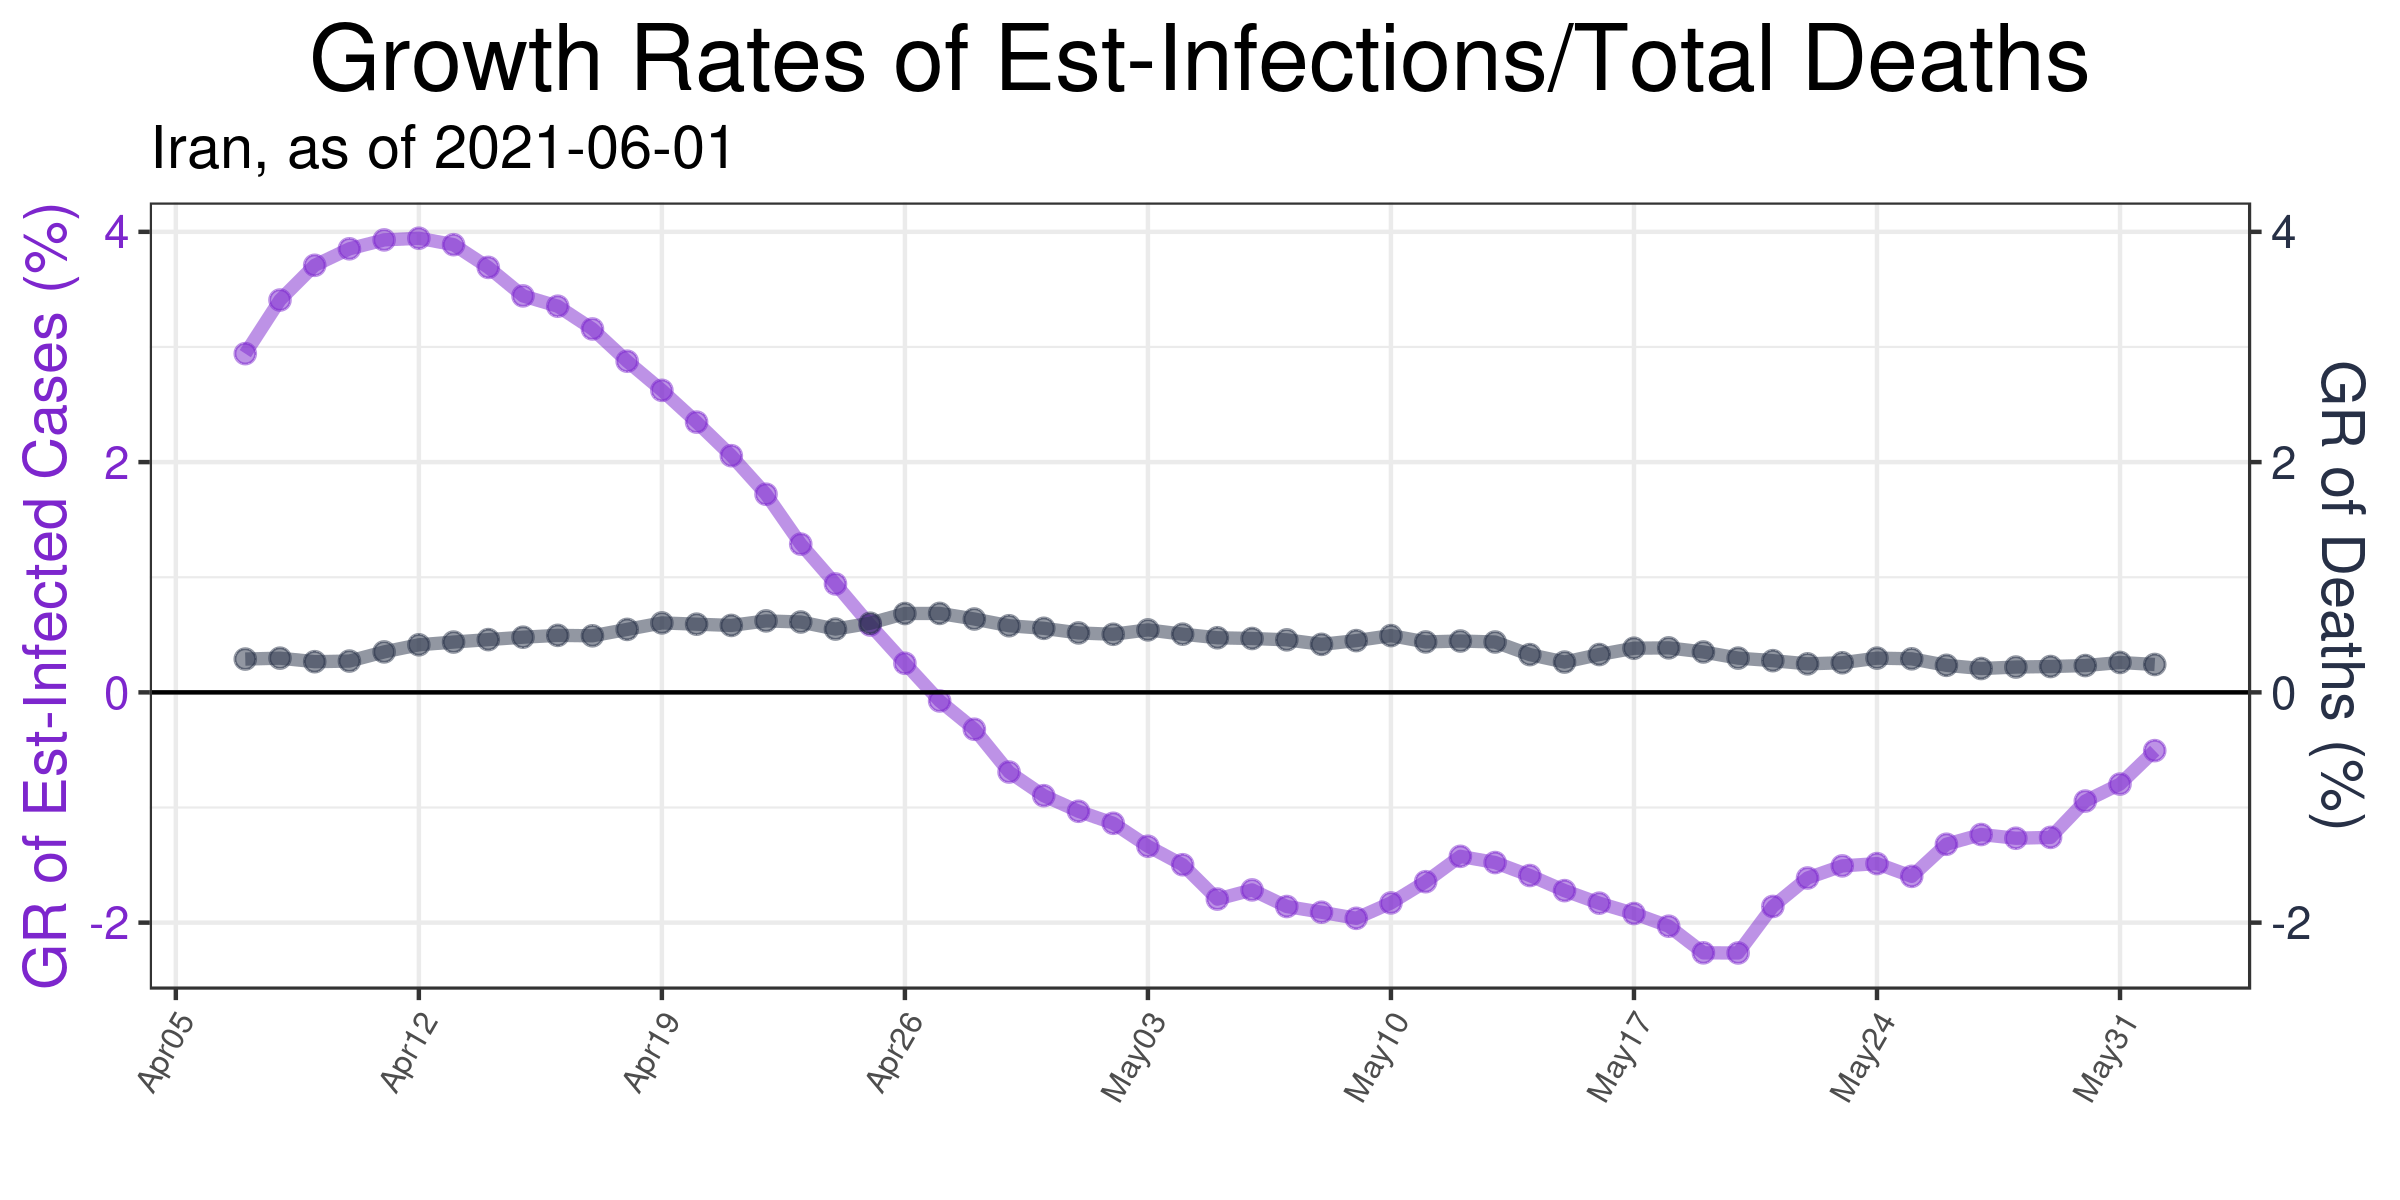 Growth Rates of Est-Infections/Total Deaths
Iran, as of 2021-06-01
GR of Est-Infected Cases (%)
4
2
0
-2
4
2
0
-2
GR of Deaths (%)
Apr05
Apr12
Apr19
Apr26
May03
May10
May17
May24
May31